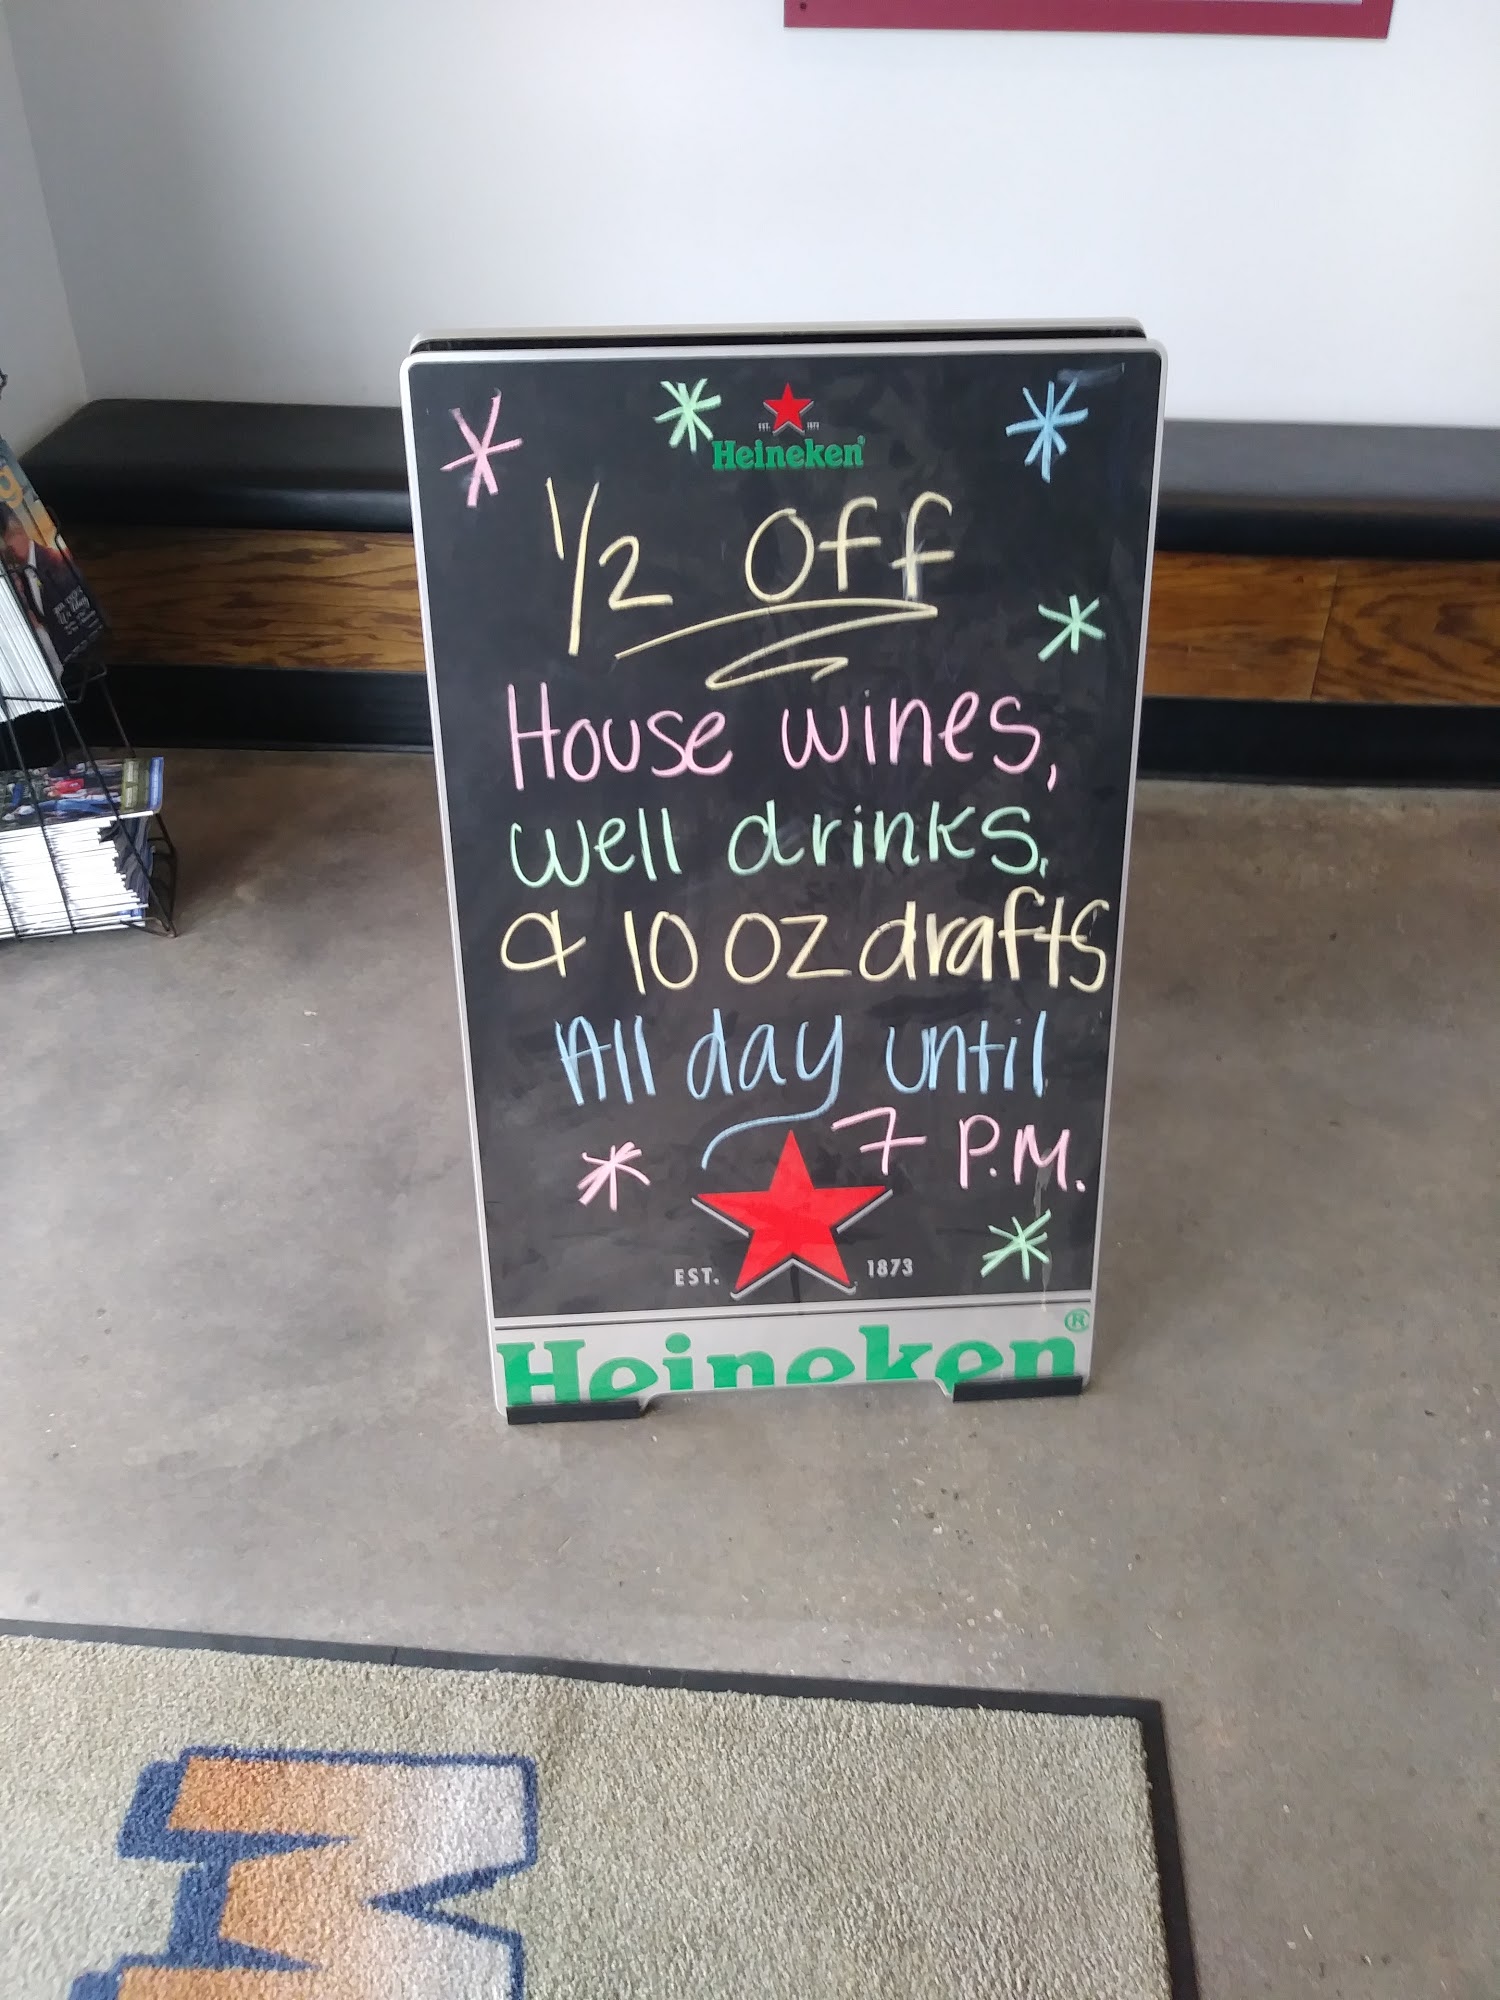 EST. 1873
Heineken
1/2 Off
House wines,
well drinks,
& 10 oz drafts
All day until
7 P.M.
EST. 1873
Heineken®